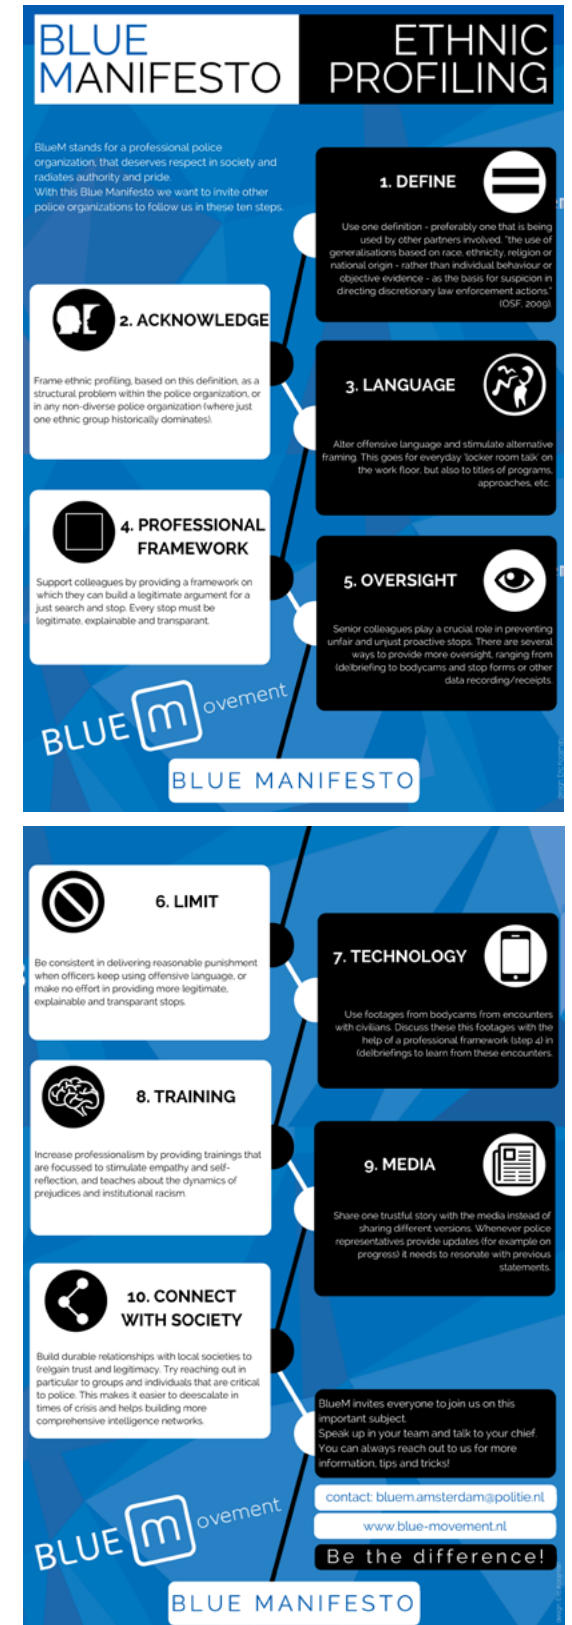 BLUE
MANIFESTO
ETHNIC
PROFILING
BlueM stands for a professional police
organization, that deserves respect in society and
radiates authority and pride.
With this Blue Manifesto we want to invite other
police organizations to follow us in these ten steps.
1. DEFINE
Use one definition - preferably one that is being
used by other partners involved. "the use of
generalisations based on race, ethnicity, religion or
national origin - rather than individual behaviour or
objective evidence - as the basis for suspicion in
directing discretionary law enforcement actions."
(OSF, 2009).
2. ACKNOWLEDGE
Frame ethnic profiling, based on this definition, as a
structural problem within the police organization, or
in any non-diverse police organization (where just
one ethnic group historically dominates).
3. LANGUAGE
Alter offensive language and stimulate alternative
framing. This goes for everyday 'locker room talk' on
the work floor, but also to titles of programs,
approaches, etc.
4. PROFESSIONAL
FRAMEWORK
Support colleagues by providing a framework on
which they can build a legitimate argument for a
just search and stop. Every stop must be
legitimate, explainable and transparant.
5. OVERSIGHT
Senior colleagues play a crucial role in preventing
unfair and unjust proactive stops. There are several
ways to provide more oversight, ranging from
(de)briefing to bodycams and stop forms or other
data recording/receipts.
BLUE m ovement
BLUE MANIFESTO
6. LIMIT
Be consistent in delivering reasonable punishment
when officers keep using offensive language, or
make no effort in providing more legitimate,
explainable and transparant stops.
7. TECHNOLOGY
Use footages from bodycams from encounters
with civilians. Discuss these this footages with the
help of a professional framework (step 4) in
(de)briefings to learn from these encounters.
8. TRAINING
Increase professionalism by providing trainings that
are focussed to stimulate empathy and self-
reflection, and teaches about the dynamics of
prejudices and institutional racism.
9. MEDIA
Share one trustful story with the media instead of
sharing different versions. Whenever police
representatives provide updates (for example on
progress) it needs to resonate with previous
statements.
10. CONNECT
WITH SOCIETY
Build durable relationships with local societies to
(re)gain trust and legitimacy. Try reaching out in
particular to groups and individuals that are critical
to police. This makes it easier to deescalate in
times of crisis and helps building more
comprehensive intelligence networks.
BlueM invites everyone to join us on this
important subject.
Speak up in your team and talk to your chief.
You can always reach out to us for more
information, tips and tricks!
contact: bluem.amsterdam@politie.nl
www.blue-movement.nl
Be the difference!
BLUE m ovement
BLUE MANIFESTO